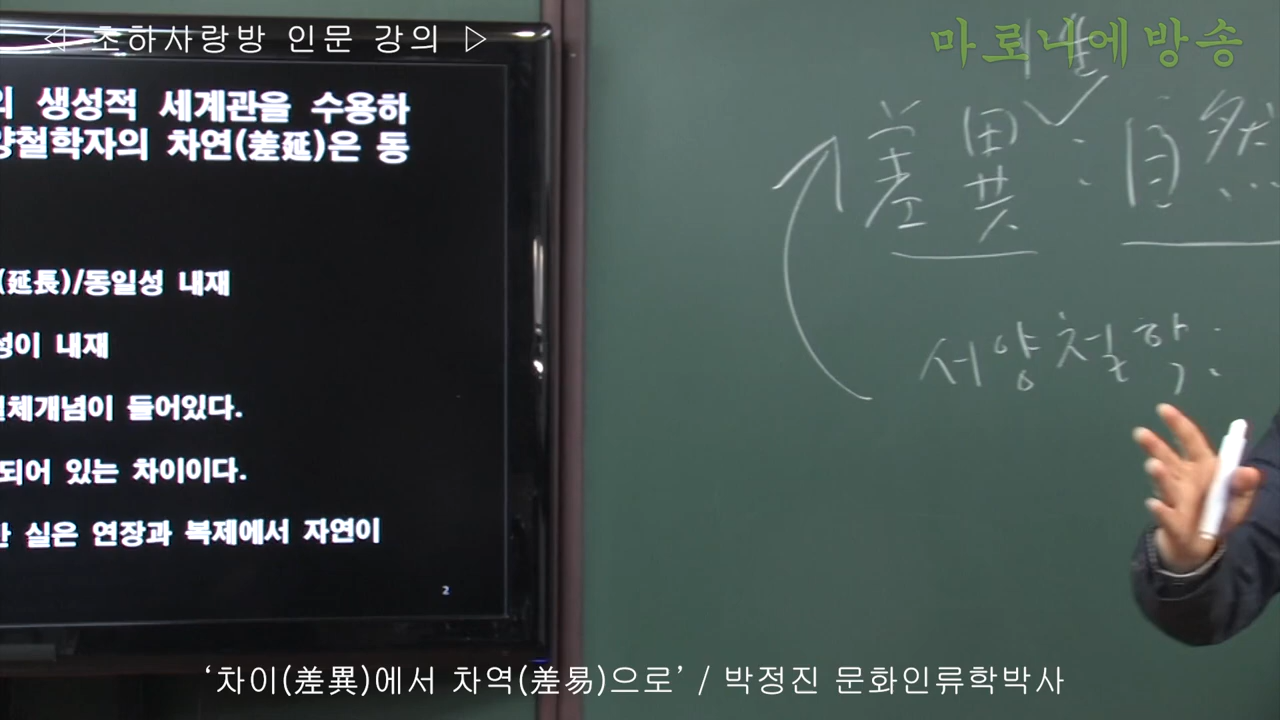 ◁ 초하사랑방 인문 강의 ▷
마로니에방송
의 생성적 세계관을 수용하
양철학자의 차연(差延)은 동
(延長)/동일성 내재
성이 내재
체개념이 들어있다.
되어 있는 차이이다.
실은 연장과 복제에서 자연이
2
差異 : 自然
서양철학:
‘차이(差異)에서 차역(差易)으로’ / 박정진 문화인류학박사